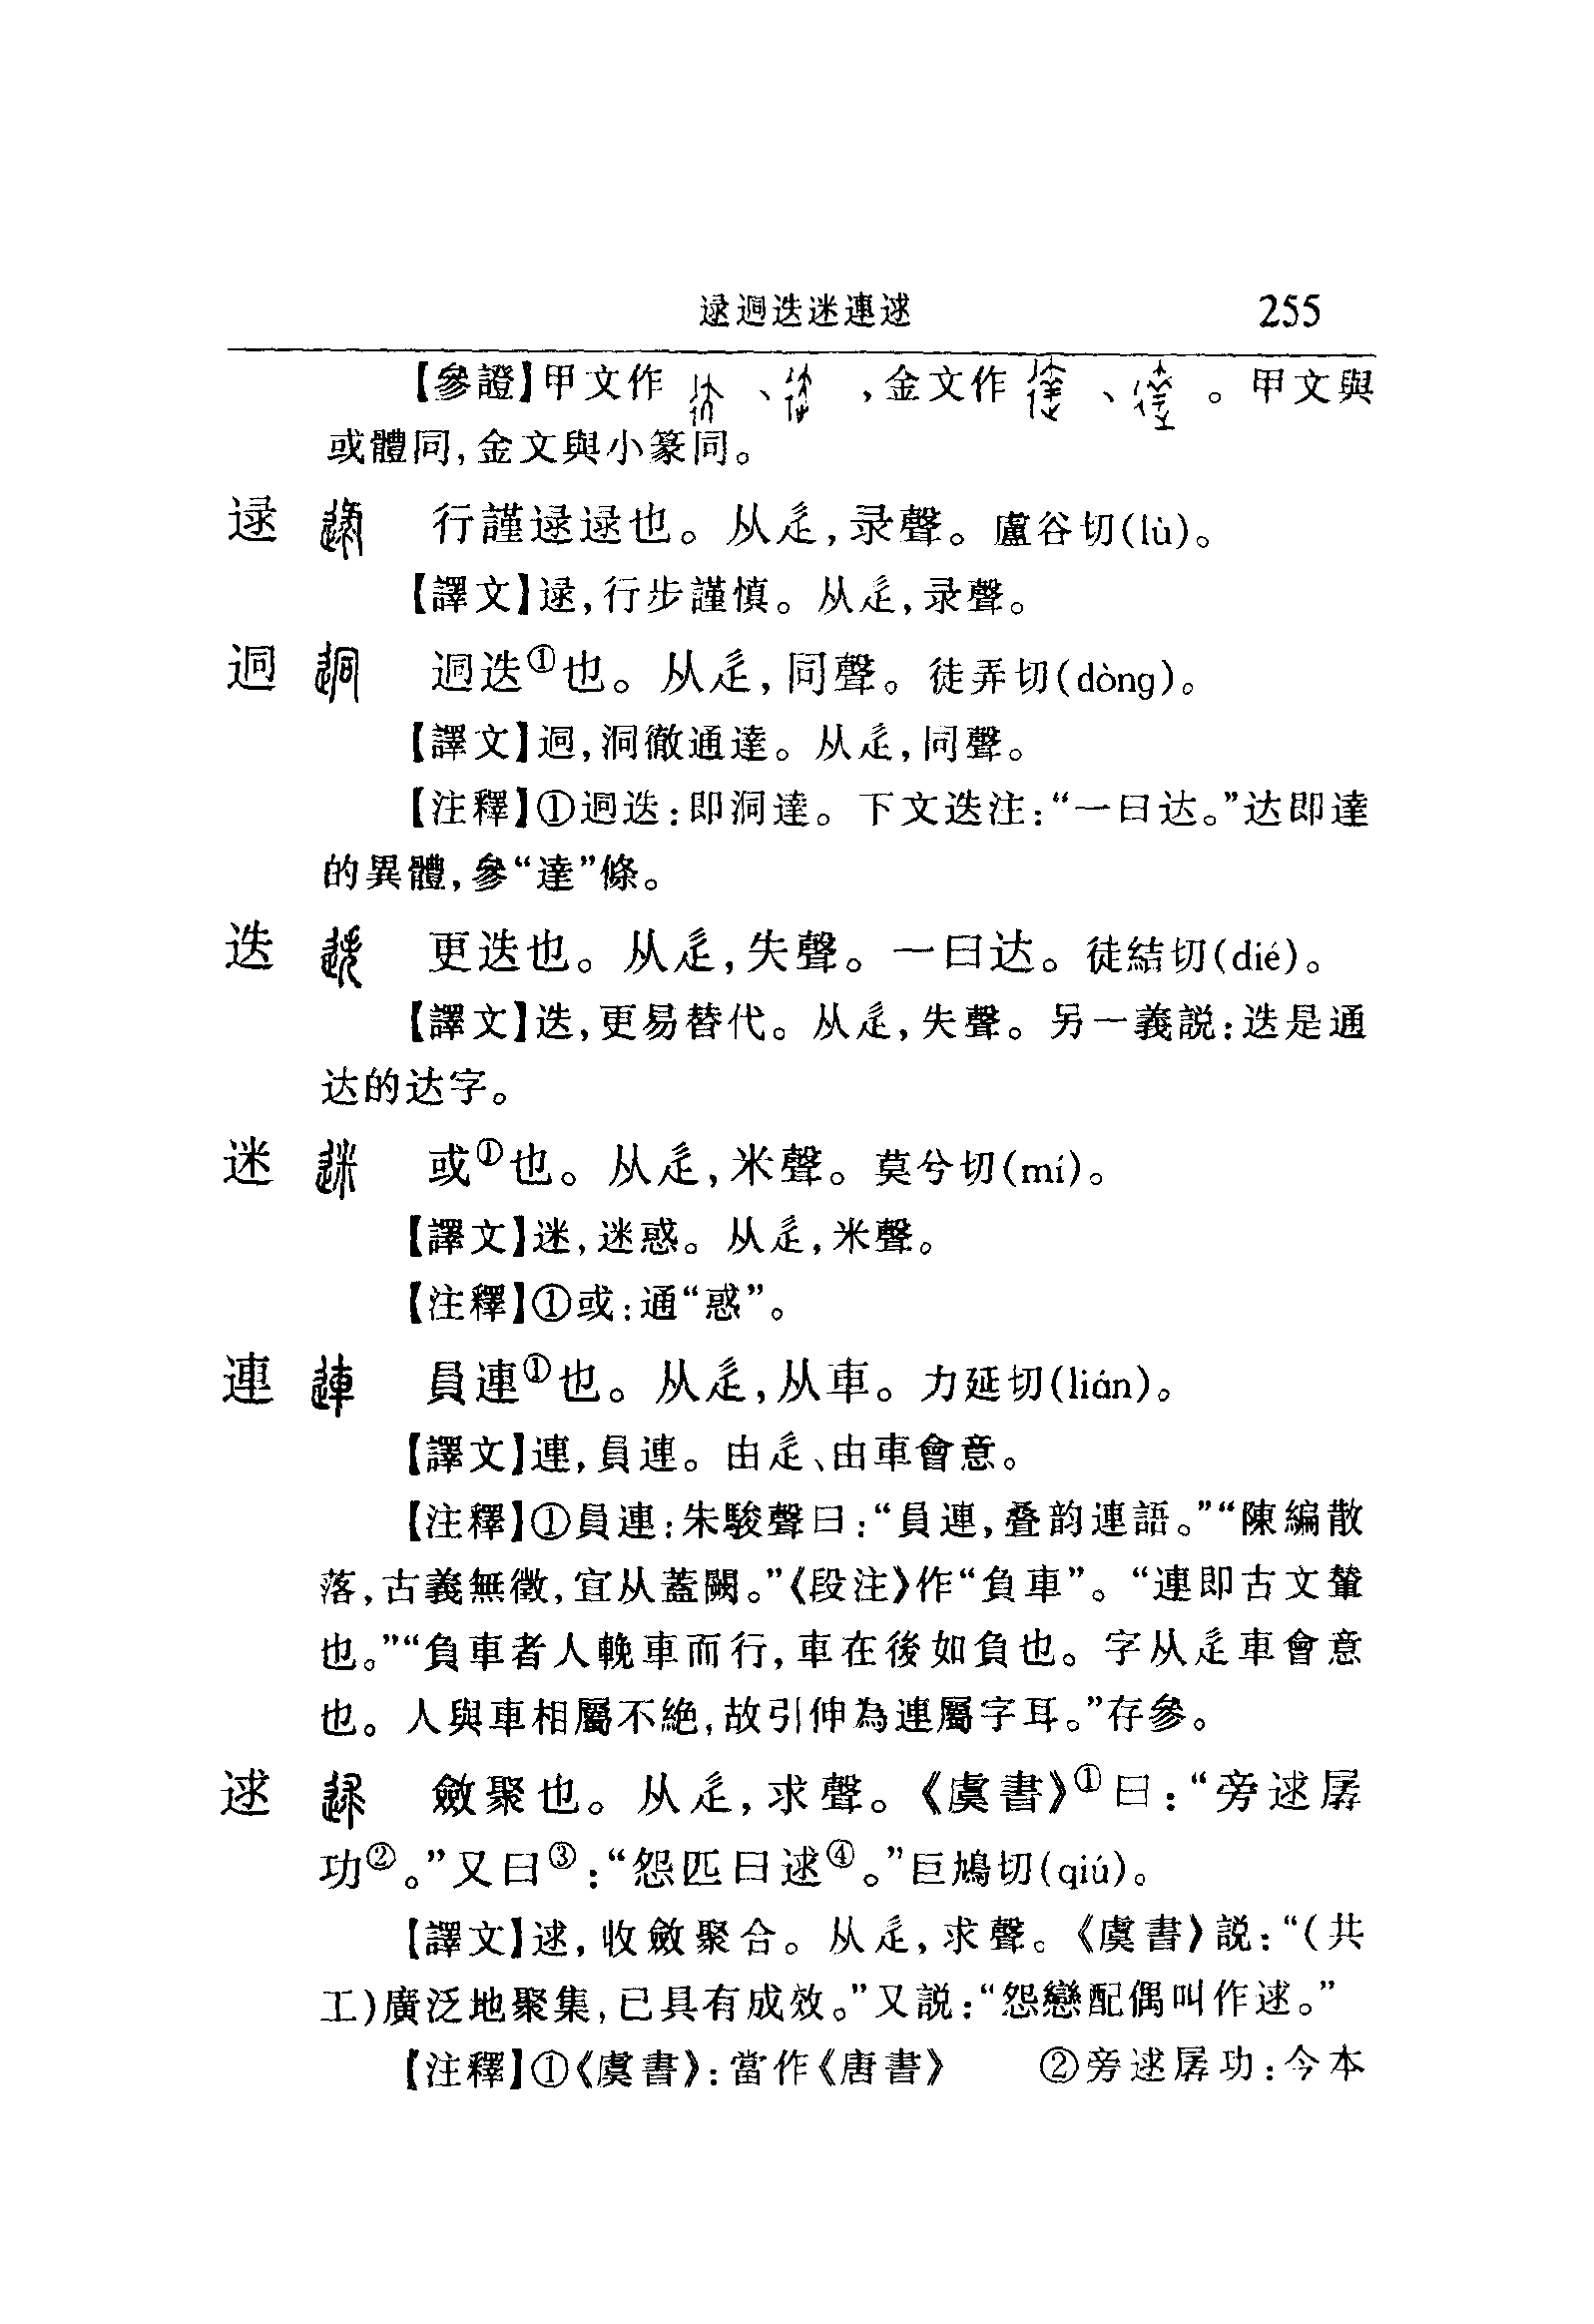 逯迵迭迷連逑 255
【參證】甲文作 、 ,金文作 、 。甲文與
或體同,金文與小篆同。
逯 行謹逯逯也。从辵,录聲。盧谷切(lù)。
【譯文】逯,行步謹慎。从辵,录聲。
迵 迵迭①也。从辵,同聲。徒弄切(dòng)。
【譯文】迵,洞徹通達。从辵,同聲。
【注釋】①迵迭:即洞達。下文迭注:“一曰达。”达即達
的異體,參“達”條。
迭 更迭也。从辵,失聲。一曰达。徒結切(dié)。
【譯文】迭,更易替代。从辵,失聲。另一義説:迭是通
达的达字。
迷 或①也。从辵,米聲。莫兮切(mí)。
【譯文】迷,迷惑。从辵,米聲。
【注釋】①或:通“惑”。
連 員連①也。从辵,从車。力延切(lián)。
【譯文】連,員連。由辵、由車會意。
【注釋】①員連:朱駿聲曰:“員連,叠韵連語。”“陳編散
落,古義無徵,宜从蓋闕。”《段注》作“負車”。“連即古文輦
也。”“負車者人輓車而行,車在後如負也。字从辵車會意
也。人與車相屬不絶,故引伸為連屬字耳。”存參。
逑 斂聚也。从辵,求聲。《虞書》①曰:“旁逑孱
功②。”又曰③:“怨匹曰逑④。”巨鳩切(qiú)。
【譯文】逑,收斂聚合。从辵,求聲。《虞書》説:“(共
工)廣泛地聚集,已具有成效。”又説:“怨戀配偶叫作逑。”
【注釋】①《虞書》:當作《唐書》 ②旁逑孱功:今本